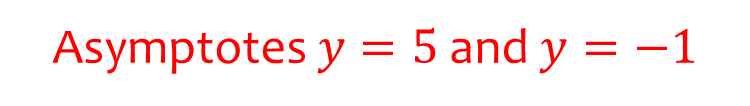 Asymptotes y = 5 and y = −1